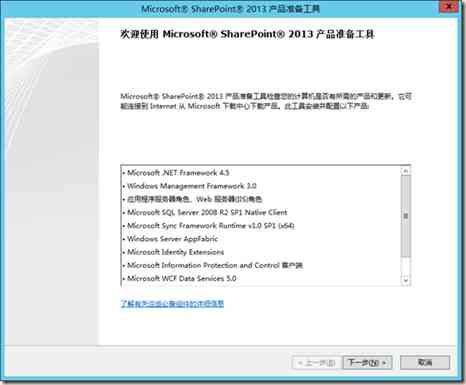 Microsoft® SharePoint® 2013 产品准备工具
欢迎使用 Microsoft® SharePoint® 2013 产品准备工具
Microsoft® SharePoint® 2013 产品准备工具检查您的计算机是否有所需的产品和更新。它可
能连接到 Internet 从 Microsoft 下载中心下载产品。此工具安装并配置以下产品:
• Microsoft .NET Framework 4.5
• Windows Management Framework 3.0
• 应用程序服务器角色、Web 服务器(IIS)角色
• Microsoft SQL Server 2008 R2 SP1 Native Client
• Microsoft Sync Framework Runtime v1.0 SP1 (x64)
• Windows Server AppFabric
• Microsoft Identity Extensions
• Microsoft Information Protection and Control 客户端
• Microsoft WCF Data Services 5.0
了解有关这些必备组件的详细信息
< 上一步(B) 下一步(N) > 取消